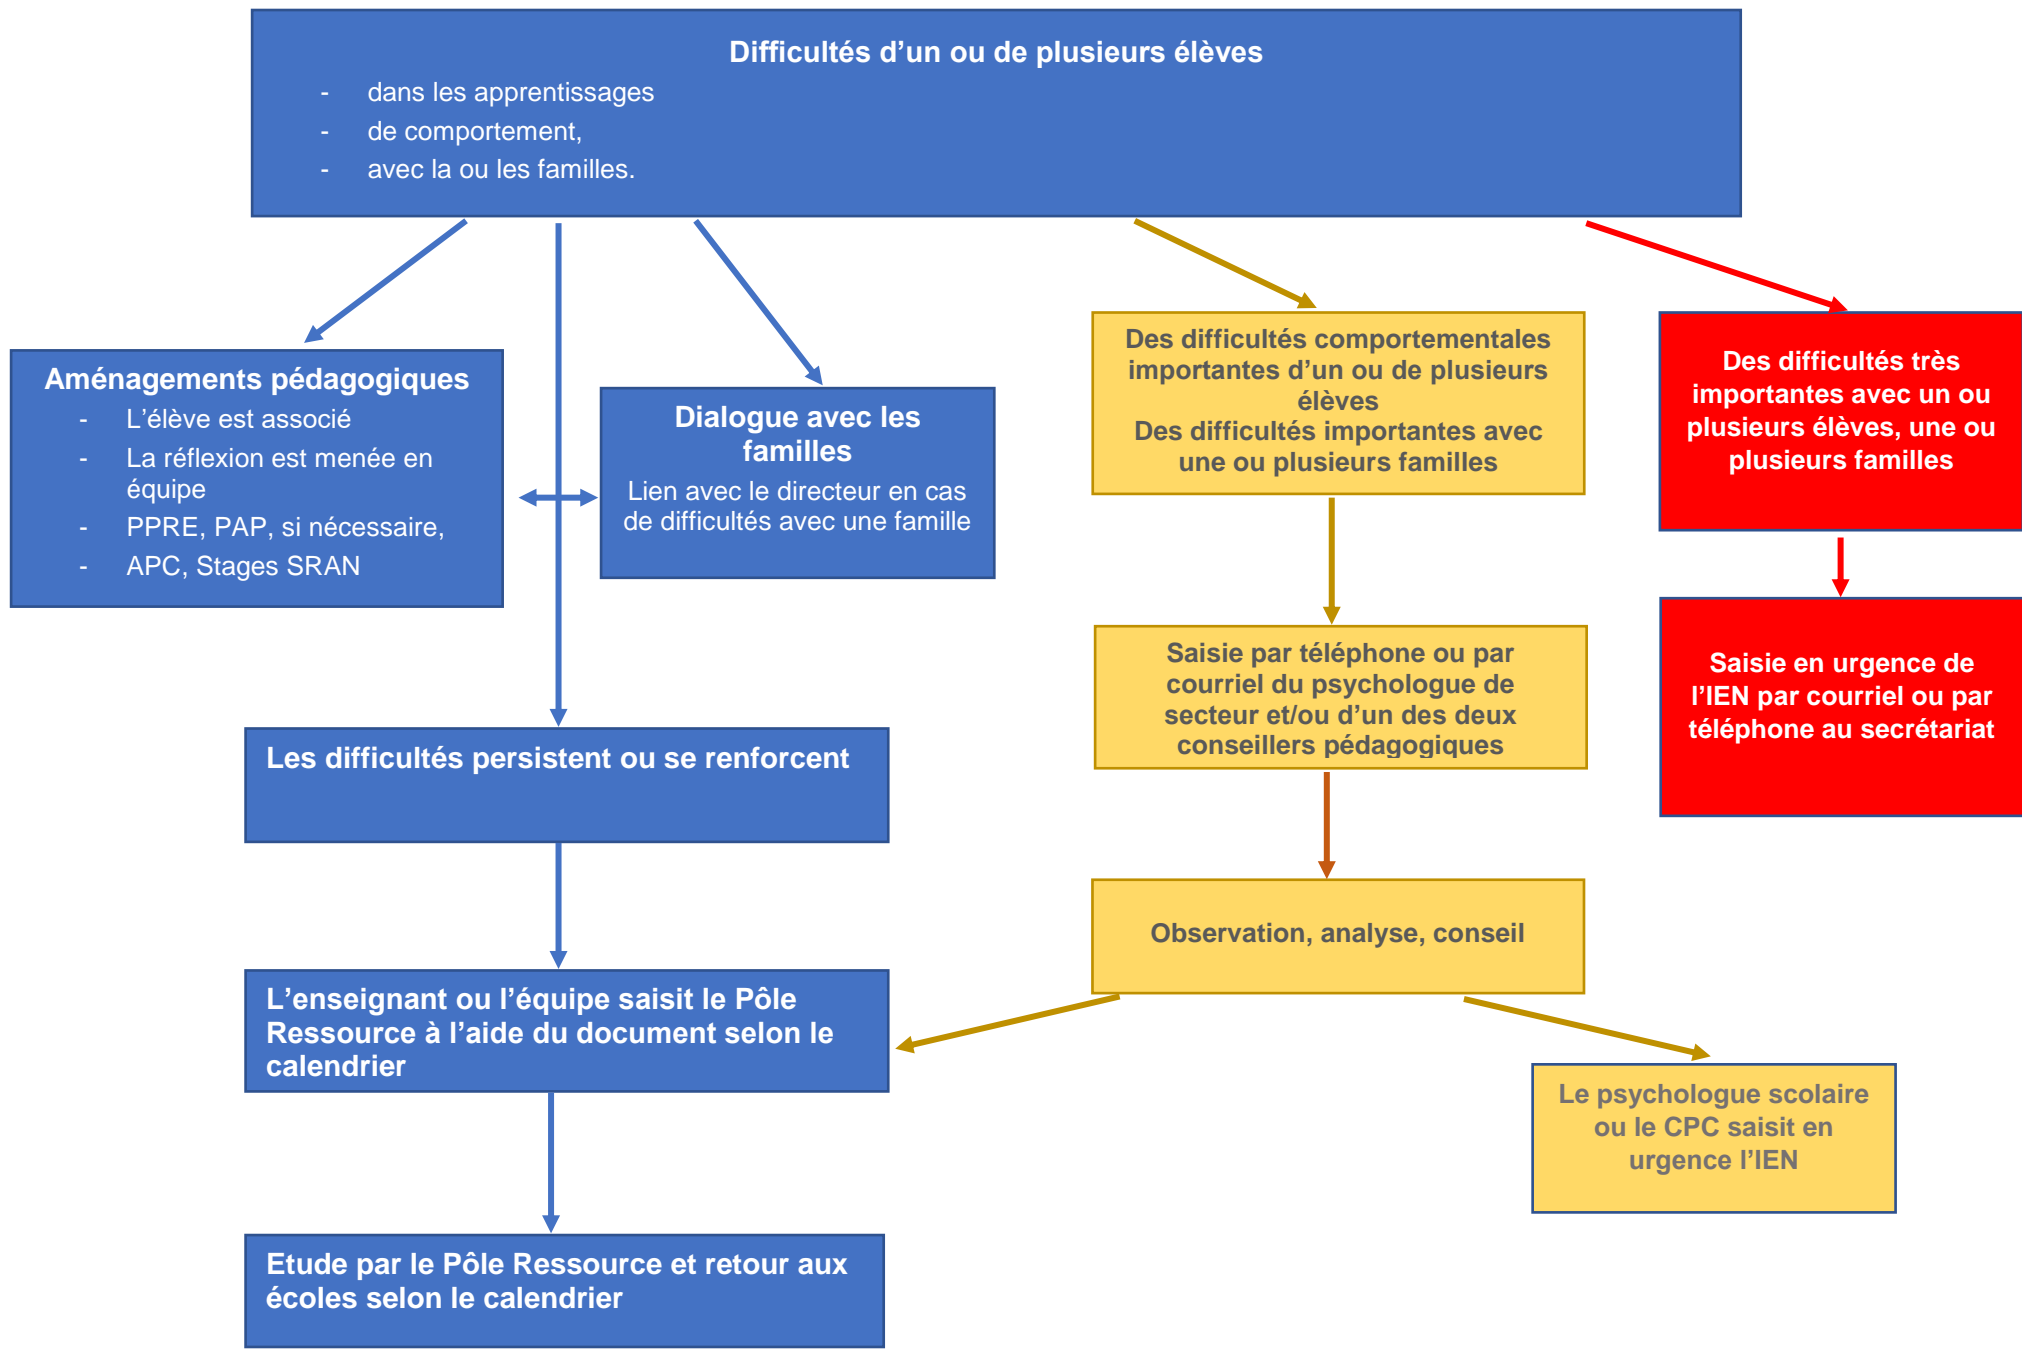 Difficultés d’un ou de plusieurs élèves
- dans les apprentissages
- de comportement,
- avec la ou les familles.
Aménagements pédagogiques
- L’élève est associé
- La réflexion est menée en
équipe
- PPRE, PAP, si nécessaire,
- APC, Stages SRAN
Dialogue avec les
familles
Lien avec le directeur en cas
de difficultés avec une famille
Des difficultés comportementales
importantes d’un ou de plusieurs
élèves
Des difficultés importantes avec
une ou plusieurs familles
Des difficultés très
importantes avec un ou
plusieurs élèves, une ou
plusieurs familles
Saisie par téléphone ou par
courriel du psychologue de
secteur et/ou d’un des deux
conseillers pédagogiques
Saisie en urgence de
l’IEN par courriel ou par
téléphone au secrétariat
Les difficultés persistent ou se renforcent
Observation, analyse, conseil
L’enseignant ou l’équipe saisit le Pôle
Ressource à l’aide du document selon le
calendrier
Le psychologue scolaire
ou le CPC saisit en
urgence l’IEN
Etude par le Pôle Ressource et retour aux
écoles selon le calendrier